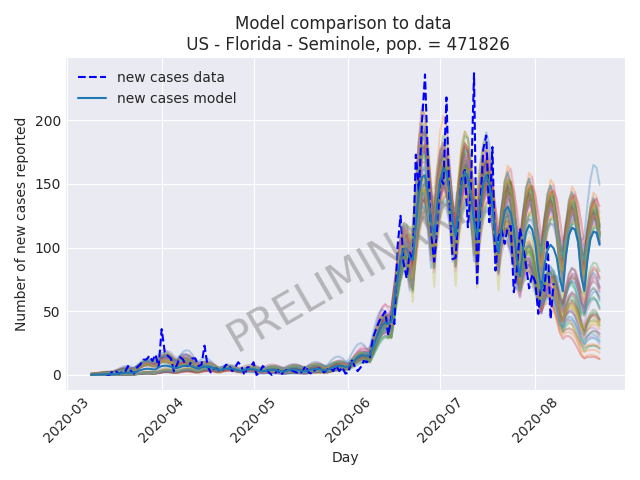 Model comparison to data
US - Florida - Seminole, pop. = 471826
new cases data
new cases model
Number of new cases reported
200
150
100
50
0
PRELIMINARY
2020-03
2020-04
2020-05
2020-06
2020-07
2020-08
Day